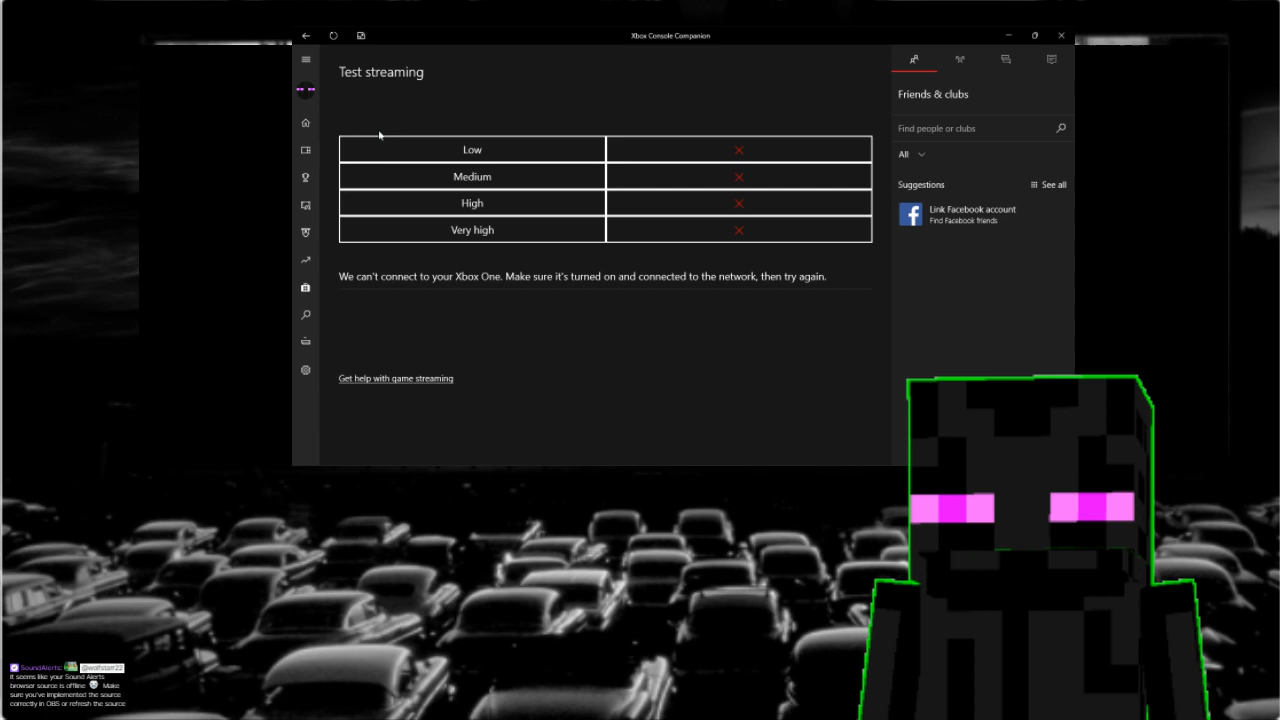 Xbox Console Companion
Test streaming
Low
Medium
High
Very high
We can't connect to your Xbox One. Make sure it's turned on and connected to the network, then try again.
Get help with game streaming
Friends & clubs
Find people or clubs
All
Suggestions
See all
Link Facebook account
Find Facebook friends
SoundAlerts: @wolfstarr22
It seems like your Sound Alerts
browser source is offline Make
sure you've implemented the source
correctly in OBS or refresh the source